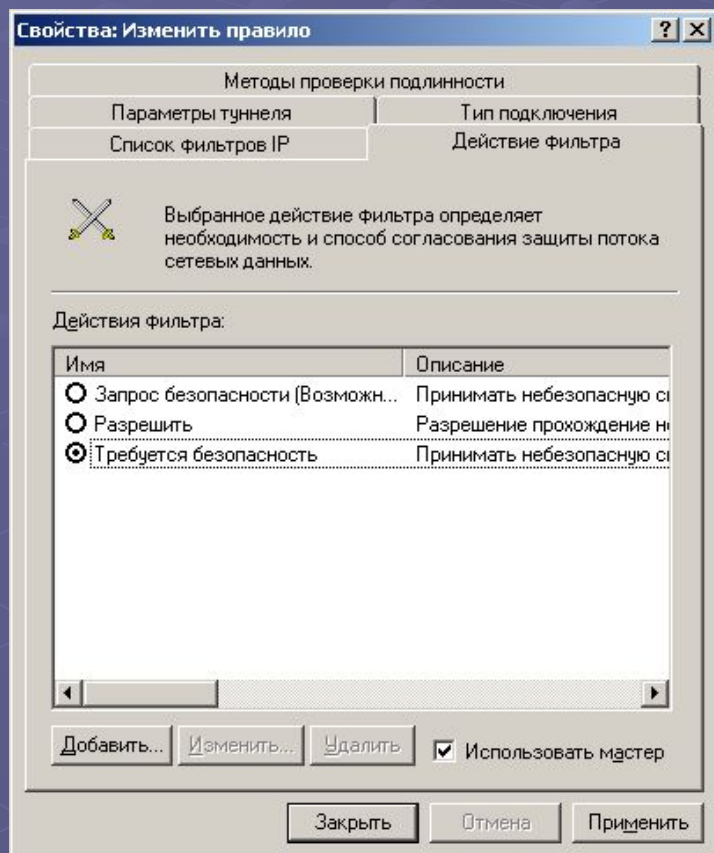 Свойства: Изменить правило
Методы проверки подлинности
Параметры туннеля
Тип подключения
Список фильтров IP
Действие фильтра
Выбранное действие фильтра определяет
необходимость и способ согласования защиты потока
сетевых данных.
Действия фильтра:
Имя
Описание
Запрос безопасности (Возможн...
Принимать небезопасную
Разрешить
Разрешение прохождение
Требуется безопасность
Принимать небезопасную
Добавить...
Изменить...
Удалить
Использовать мастер
Закрыть
Отмена
Применить